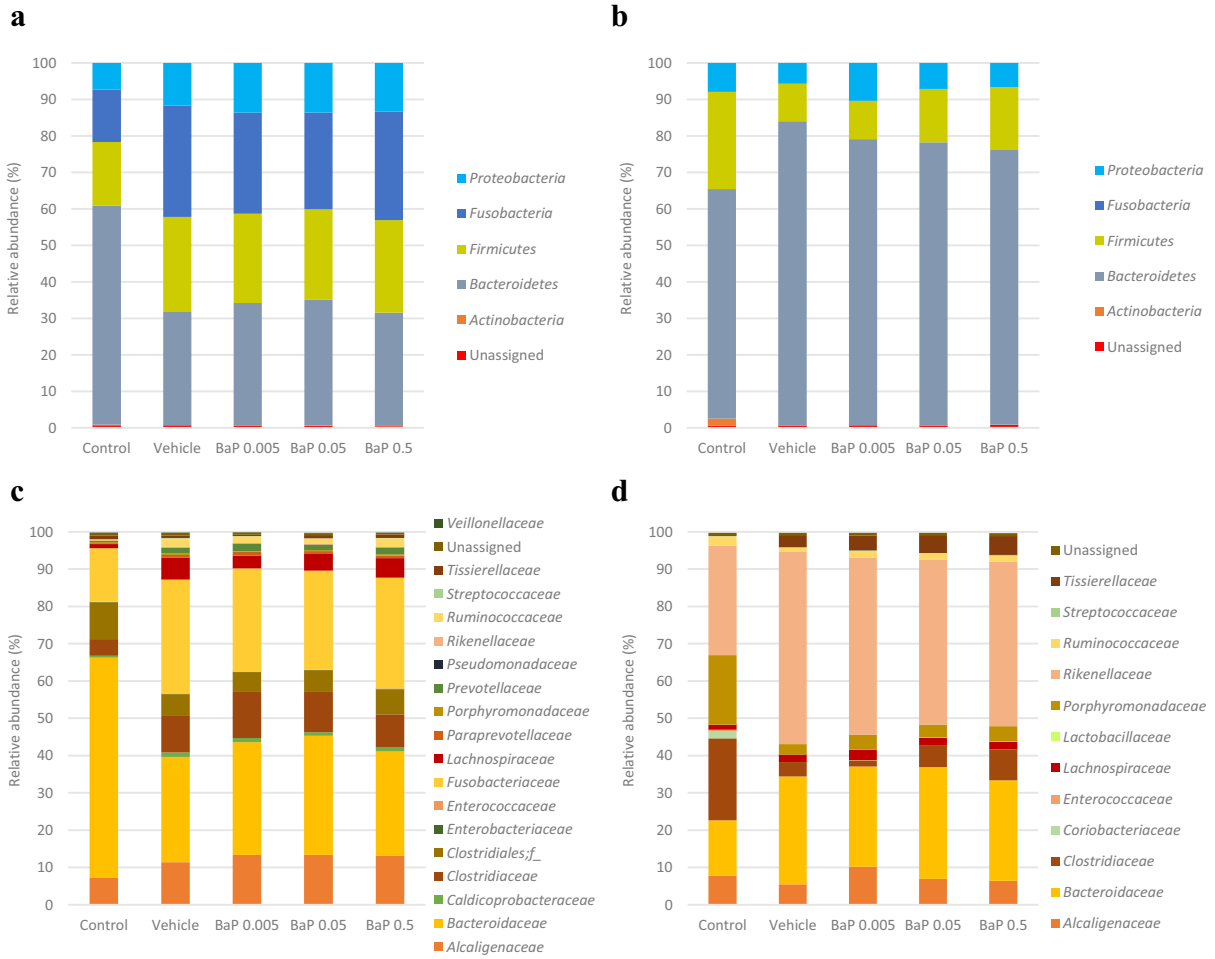 a
Relative abundance (%)
100
90
80
70
60
50
40
30
20
10
0
Control Vehicle BaP 0.005 BaP 0.05 BaP 0.5
Proteobacteria
Fusobacteria
Firmicutes
Bacteroidetes
Actinobacteria
Unassigned
b
Relative abundance (%)
100
90
80
70
60
50
40
30
20
10
0
Control Vehicle BaP 0.005 BaP 0.05 BaP 0.5
Proteobacteria
Fusobacteria
Firmicutes
Bacteroidetes
Actinobacteria
Unassigned
c
Relative abundance (%)
100
90
80
70
60
50
40
30
20
10
0
Control Vehicle BaP 0.005 BaP 0.05 BaP 0.5
Veillonellaceae
Unassigned
Tissierellaceae
Streptococcaceae
Ruminococcaceae
Rikenellaceae
Pseudomonadaceae
Prevotellaceae
Porphyromonadaceae
Paraprevotellaceae
Lachnospiraceae
Fusobacteriaceae
Enterococcaceae
Enterobacteriaceae
Clostridiales;f_
Clostridiaceae
Caldicoprobacteraceae
Bacteroidaceae
Alcaligenaceae
d
Relative abundance (%)
100
90
80
70
60
50
40
30
20
10
0
Control Vehicle BaP 0.005 BaP 0.05 BaP 0.5
Unassigned
Tissierellaceae
Streptococcaceae
Ruminococcaceae
Rikenellaceae
Porphyromonadaceae
Lactobacillaceae
Lachnospiraceae
Enterococcaceae
Coriobacteriaceae
Clostridiaceae
Bacteroidaceae
Alcaligenaceae